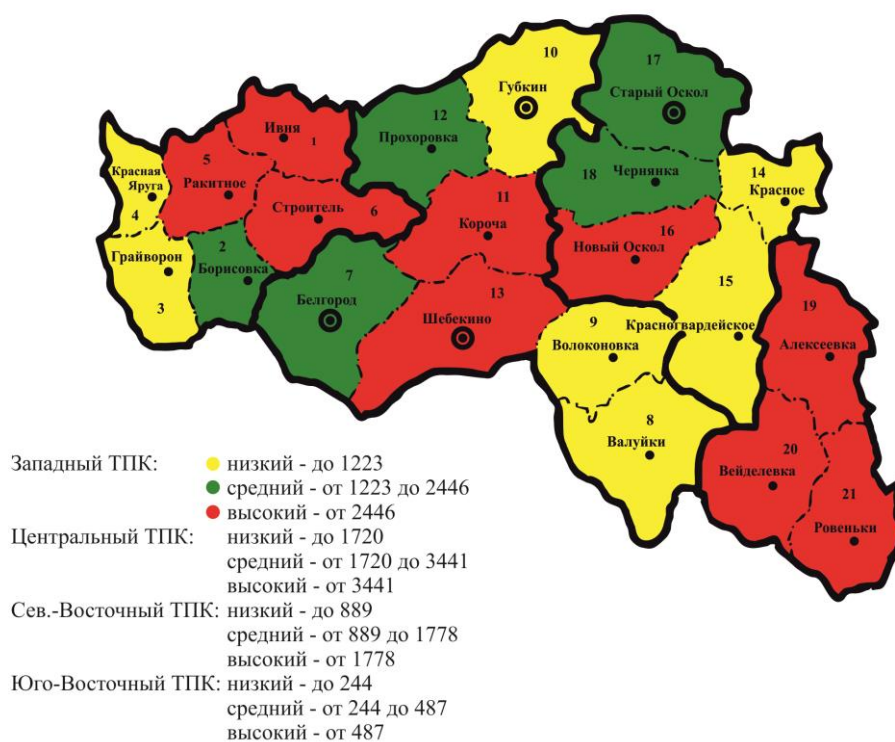 10
Губкин
17
Старый Оскол
12
Прохоровка
Ивня
1
5
Ракитное
Красная
Яруга
4
18
Чернянка
14
Красное
Строитель
6
11
Короча
16
Новый Оскол
2
Борисовка
Грайворон
3
7
Белгород
13
Шебекино
15
Красногвардейское
9
Волоконовка
19
Алексеевка
8
Валуйки
20
Вейделевка
21
Ровеньки
Западный ТПК: низкий - до 1223
средний - от 1223 до 2446
высокий - от 2446
Центральный ТПК: низкий - до 1720
средний - от 1720 до 3441
высокий - от 3441
Сев.-Восточный ТПК: низкий - до 889
средний - от 889 до 1778
высокий - от 1778
Юго-Восточный ТПК: низкий - до 244
средний - от 244 до 487
высокий - от 487